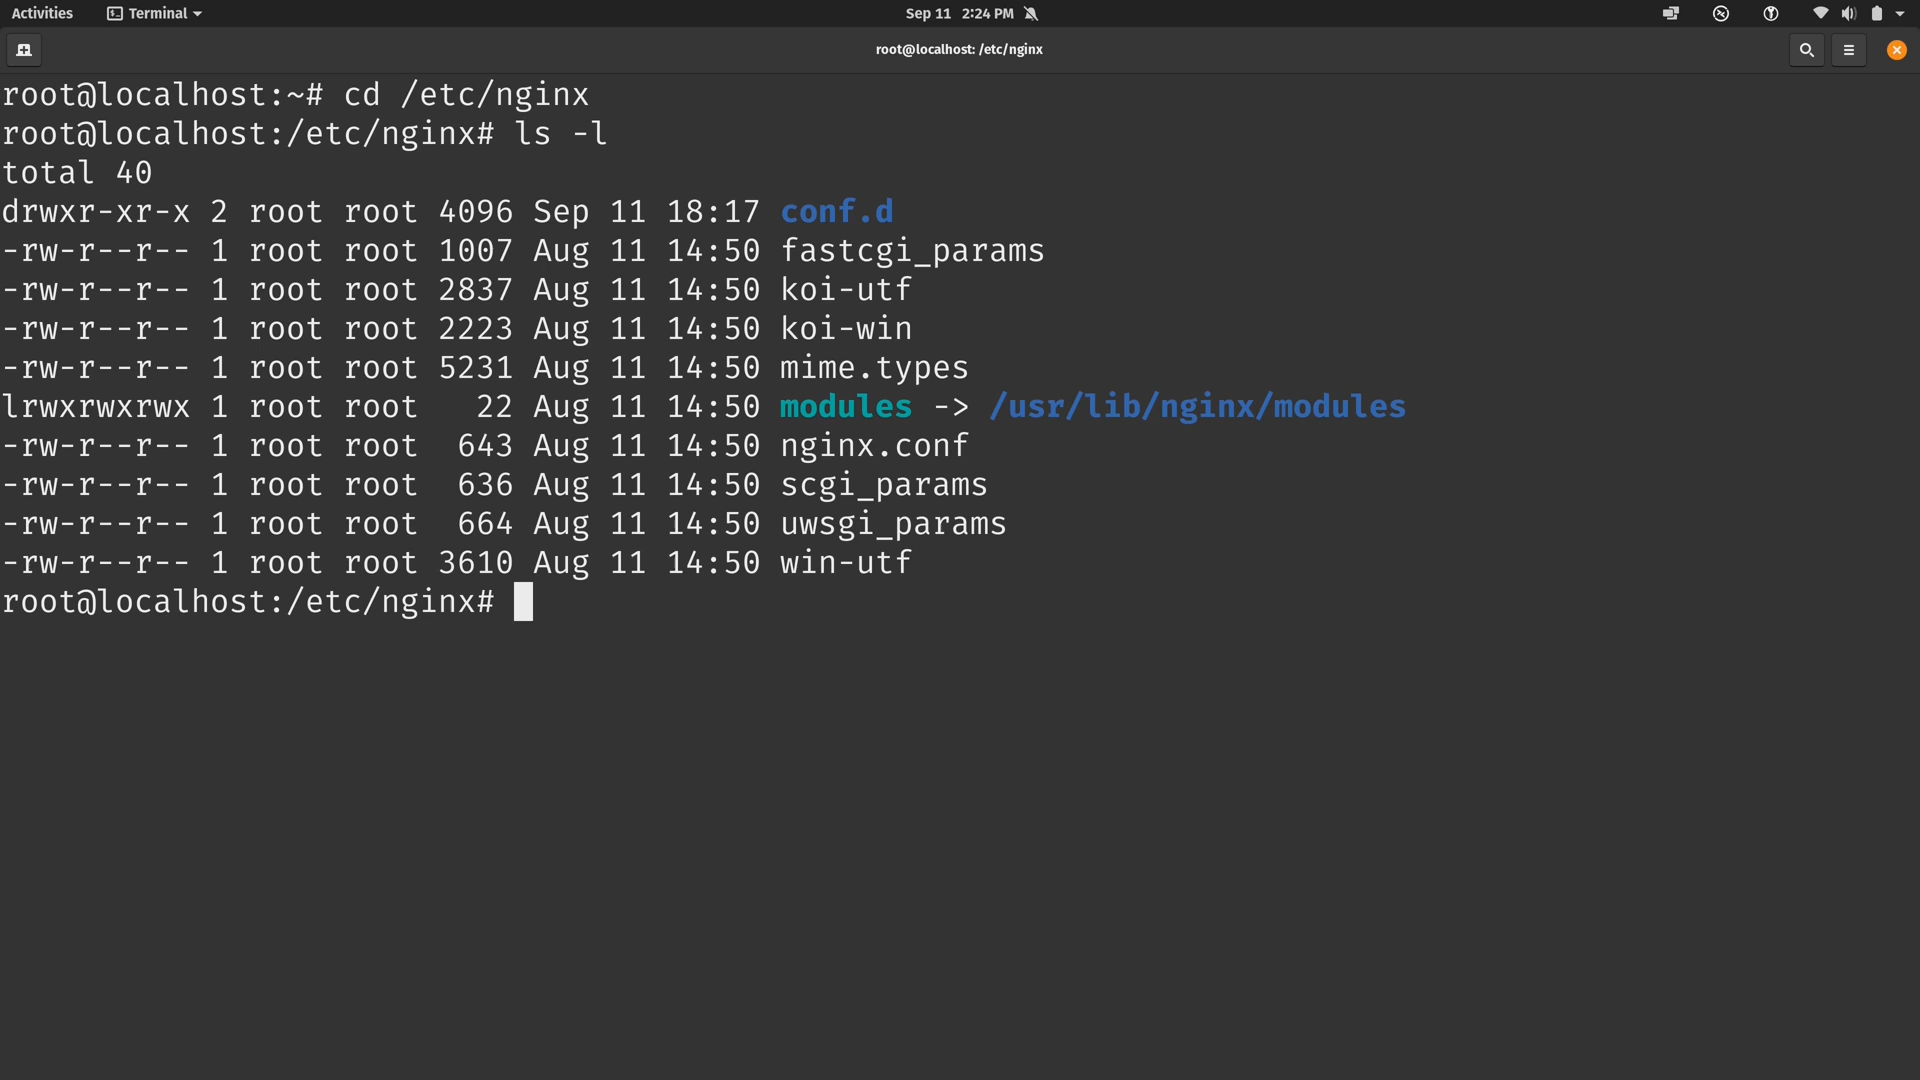 Activities Terminal Sep 11 2:24 PM
root@localhost: /etc/nginx
root@localhost:~# cd /etc/nginx
root@localhost:/etc/nginx# ls -l
total 40
drwxr-xr-x 2 root root 4096 Sep 11 18:17 conf.d
-rw-r--r-- 1 root root 1007 Aug 11 14:50 fastcgi_params
-rw-r--r-- 1 root root 2837 Aug 11 14:50 koi-utf
-rw-r--r-- 1 root root 2223 Aug 11 14:50 koi-win
-rw-r--r-- 1 root root 5231 Aug 11 14:50 mime.types
lrwxrwxrwx 1 root root   22 Aug 11 14:50 modules -> /usr/lib/nginx/modules
-rw-r--r-- 1 root root  643 Aug 11 14:50 nginx.conf
-rw-r--r-- 1 root root  636 Aug 11 14:50 scgi_params
-rw-r--r-- 1 root root  664 Aug 11 14:50 uwsgi_params
-rw-r--r-- 1 root root 3610 Aug 11 14:50 win-utf
root@localhost:/etc/nginx#